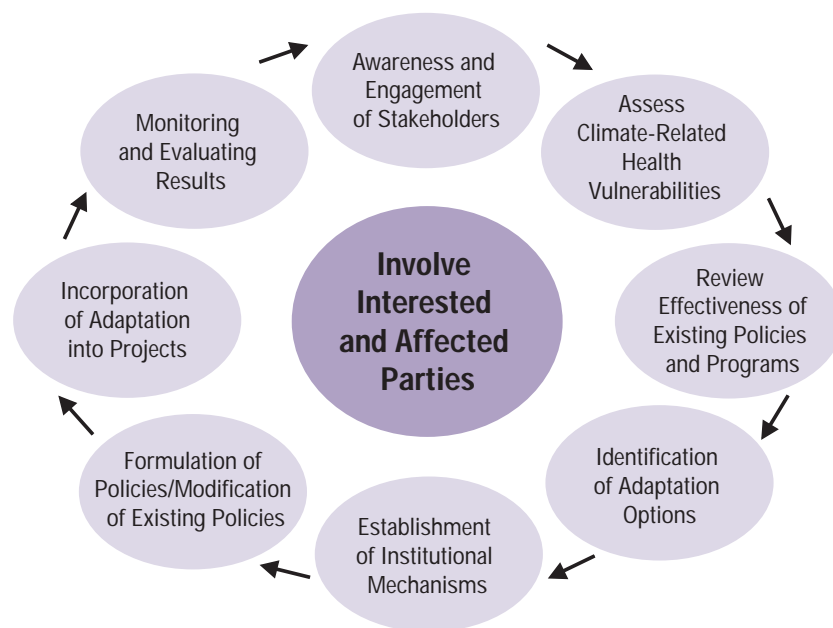 Awareness and
Engagement
of Stakeholders
Assess
Climate-Related
Health
Vulnerabilities
Review
Effectiveness of
Existing Policies
and Programs
Identification
of Adaptation
Options
Establishment
of Institutional
Mechanisms
Formulation of
Policies/Modification
of Existing Policies
Incorporation
of Adaptation
into Projects
Monitoring
and Evaluating
Results
Involve
Interested
and Affected
Parties